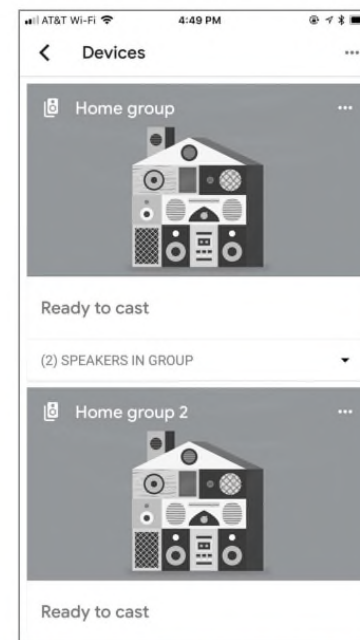 AT&T Wi-Fi 4:49 PM
Devices
Home group
Ready to cast
(2) SPEAKERS IN GROUP
Home group 2
Ready to cast